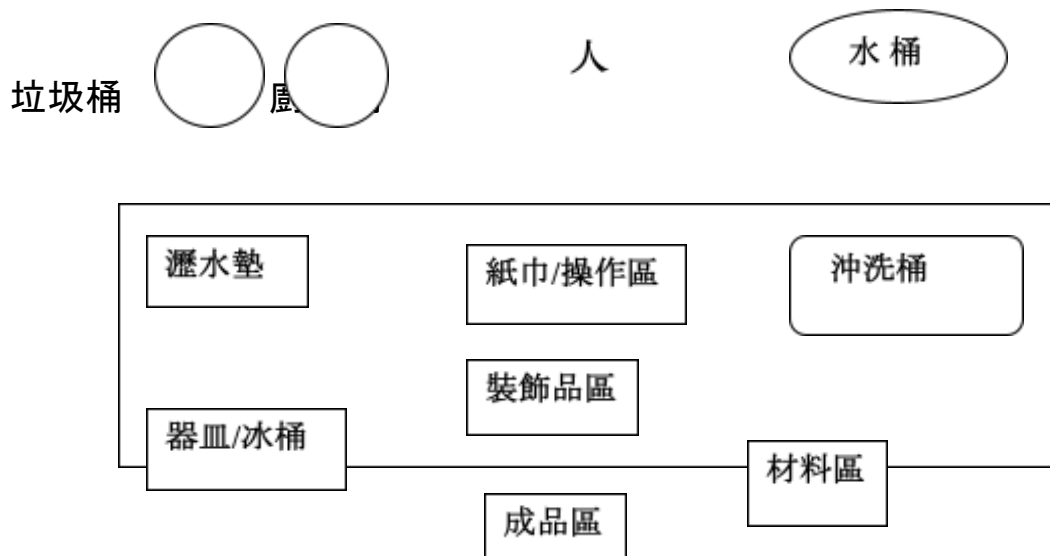 人
水 桶
垃圾桶
瀝水墊
紙巾/操作區
沖洗桶
裝飾品區
器皿/冰桶
材料區
成品區